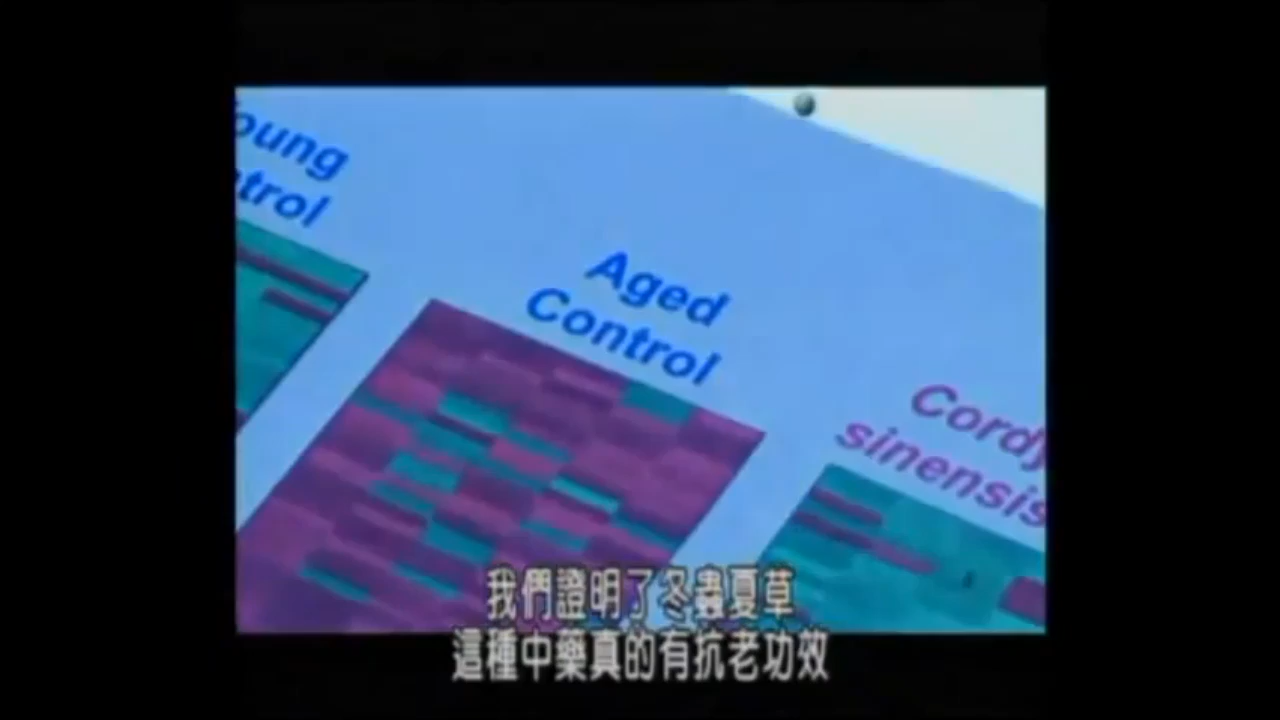 oung
trol
Aged
Control
Cordy
sinensis
我們證明了冬蟲夏草
這種中藥真的有抗老功效